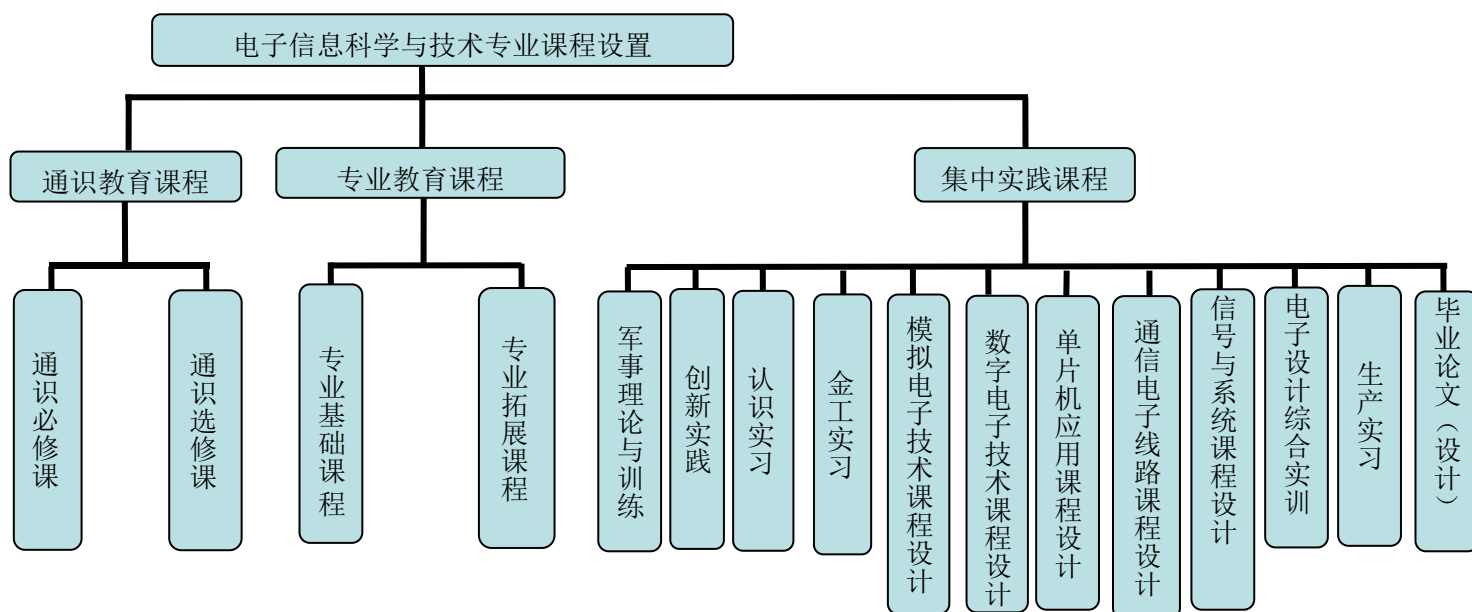 电子信息科学与技术专业课程设置
通识教育课程
专业教育课程
集中实践课程
通识必修课
通识选修课
专业基础课程
专业拓展课程
军事理论与训练
创新实践
认识实习
金工实习
模拟电子技术课程设计
数字电子技术课程设计
单片机应用课程设计
通信电子线路课程设计
信号与系统课程设计
电子设计综合实训
生产实习
毕业论文（设计）